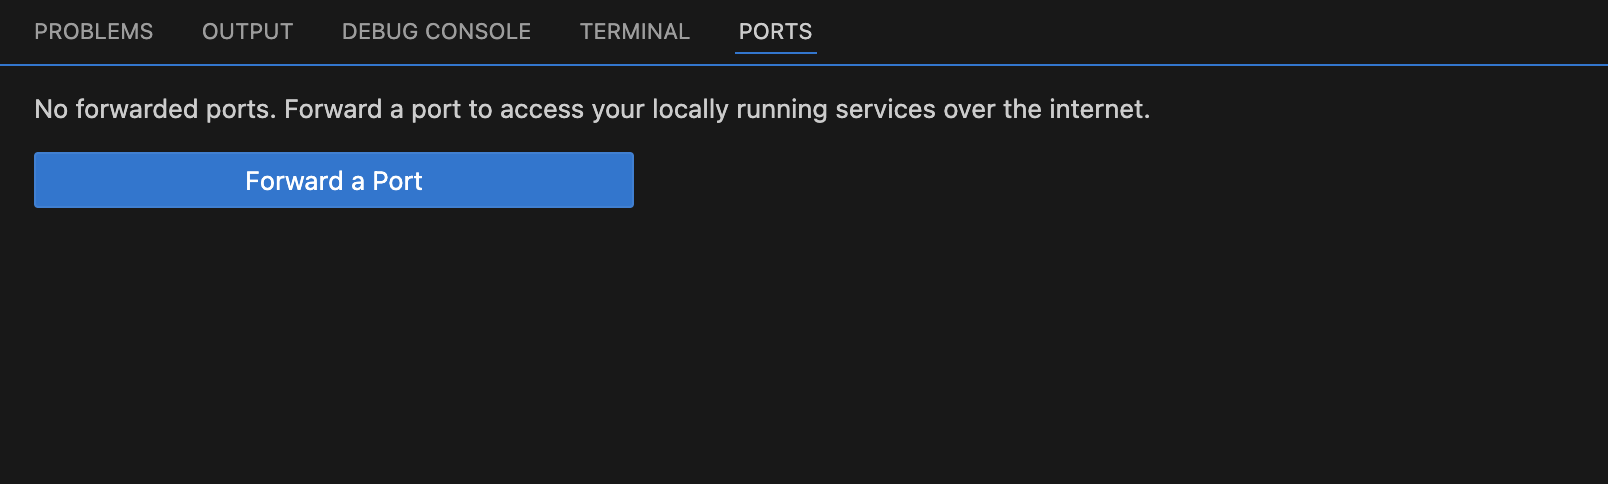 PROBLEMS OUTPUT DEBUG CONSOLE TERMINAL PORTS
No forwarded ports. Forward a port to access your locally running services over the internet.
Forward a Port